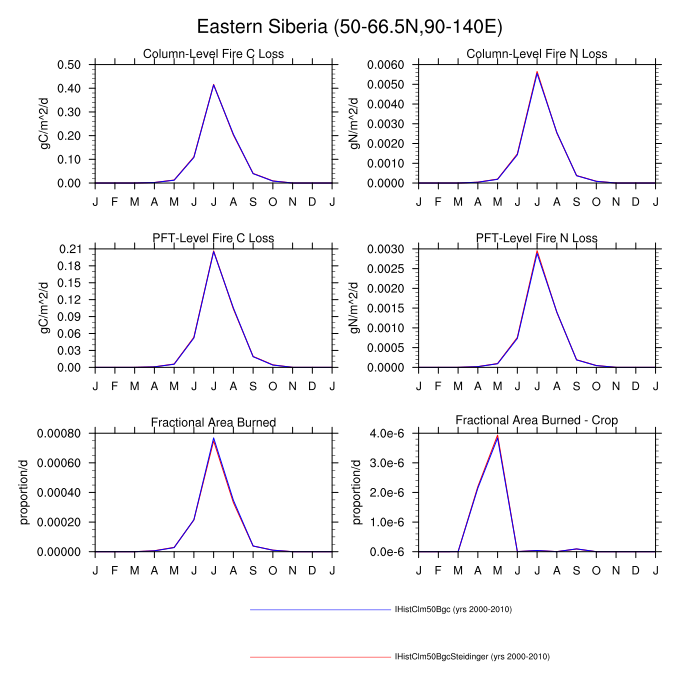 Eastern Siberia (50-66.5N,90-140E)
Column-Level Fire C Loss
gC/m^2/d
0.50
0.40
0.30
0.20
0.10
0.00
J F M A M J J A S O N D J
Column-Level Fire N Loss
gN/m^2/d
0.0060
0.0050
0.0040
0.0030
0.0020
0.0010
0.0000
J F M A M J J A S O N D J
PFT-Level Fire C Loss
gC/m^2/d
0.21
0.18
0.15
0.12
0.09
0.06
0.03
0.00
J F M A M J J A S O N D J
PFT-Level Fire N Loss
gN/m^2/d
0.0030
0.0025
0.0020
0.0015
0.0010
0.0005
0.0000
J F M A M J J A S O N D J
Fractional Area Burned
proportion/d
0.00080
0.00060
0.00040
0.00020
0.00000
J F M A M J J A S O N D J
Fractional Area Burned - Crop
proportion/d
4.0e-6
3.0e-6
2.0e-6
1.0e-6
0.0e-6
J F M A M J J A S O N D J
IHistClm50Bgc (yrs 2000-2010)
IHistClm50BgcSteidinger (yrs 2000-2010)